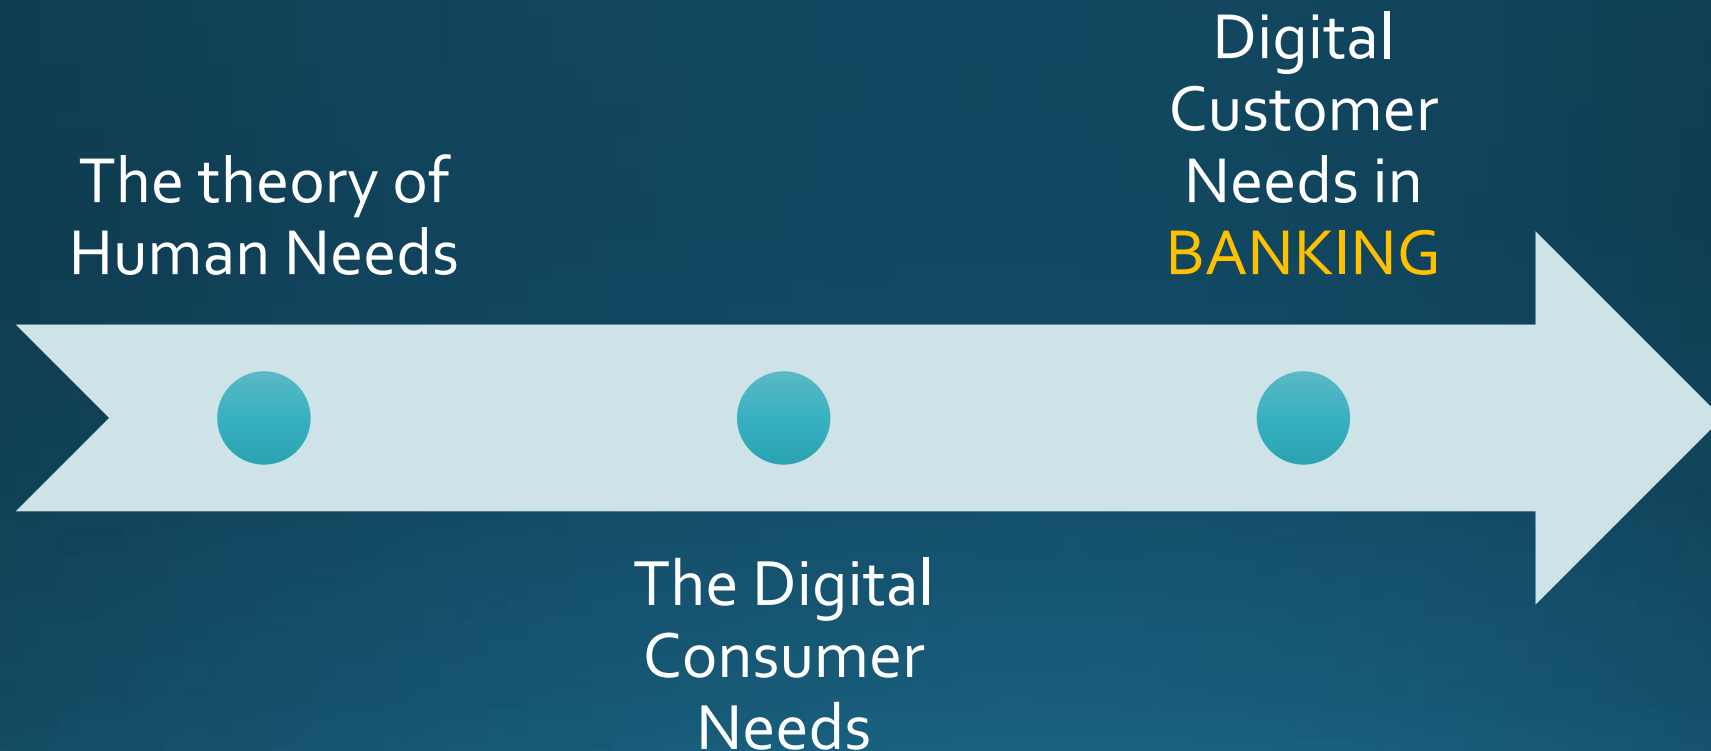 The theory of
Human Needs
The Digital
Consumer
Needs
Digital
Customer
Needs in
BANKING